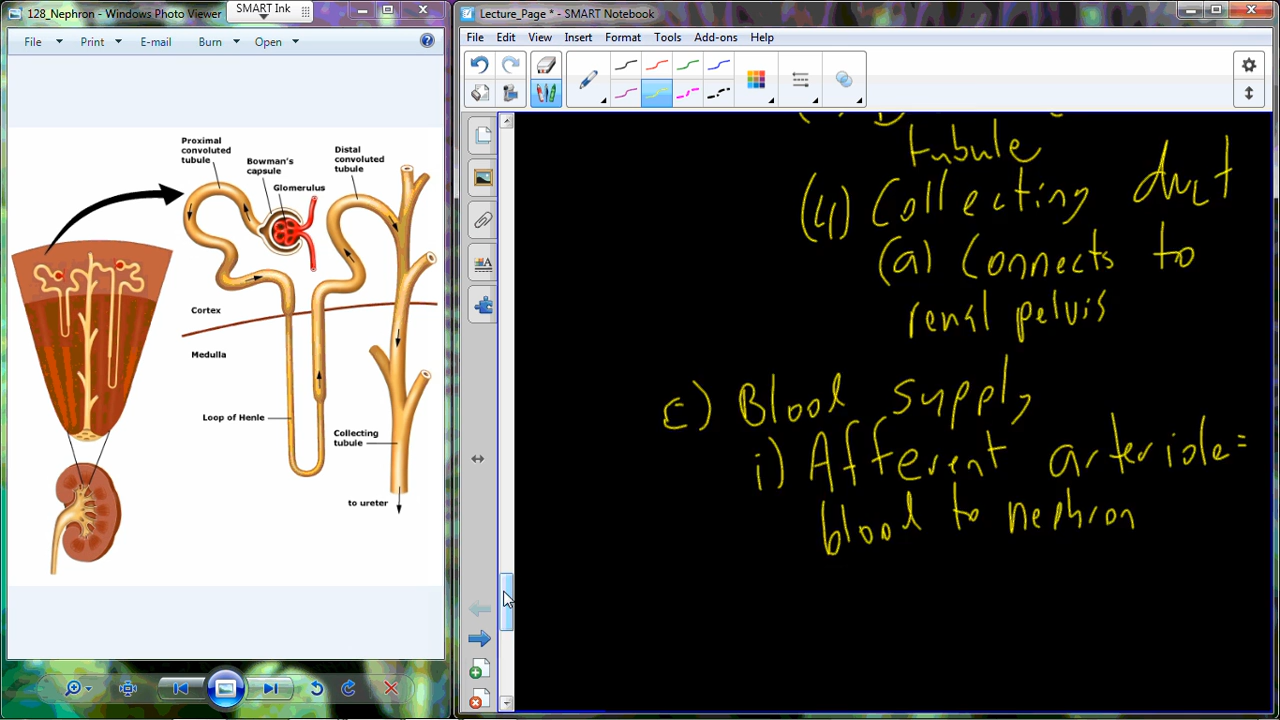 128_Nephron - Windows Photo Viewer
SMART Ink
File Print E-mail Burn Open
Proximal
convoluted
tubule
Bowman's
capsule
Glomerulus
Distal
convoluted
tubule
Cortex
Medulla
Loop of Henle
Collecting
tubule
to ureter
Lecture_Page * - SMART Notebook
File Edit View Insert Format Tools Add-ons Help
tubule
(4) Collecting duct
(a) Connects to
renal pelvis
c) Blood supply
i) Afferent arteriole =
blood to nephron